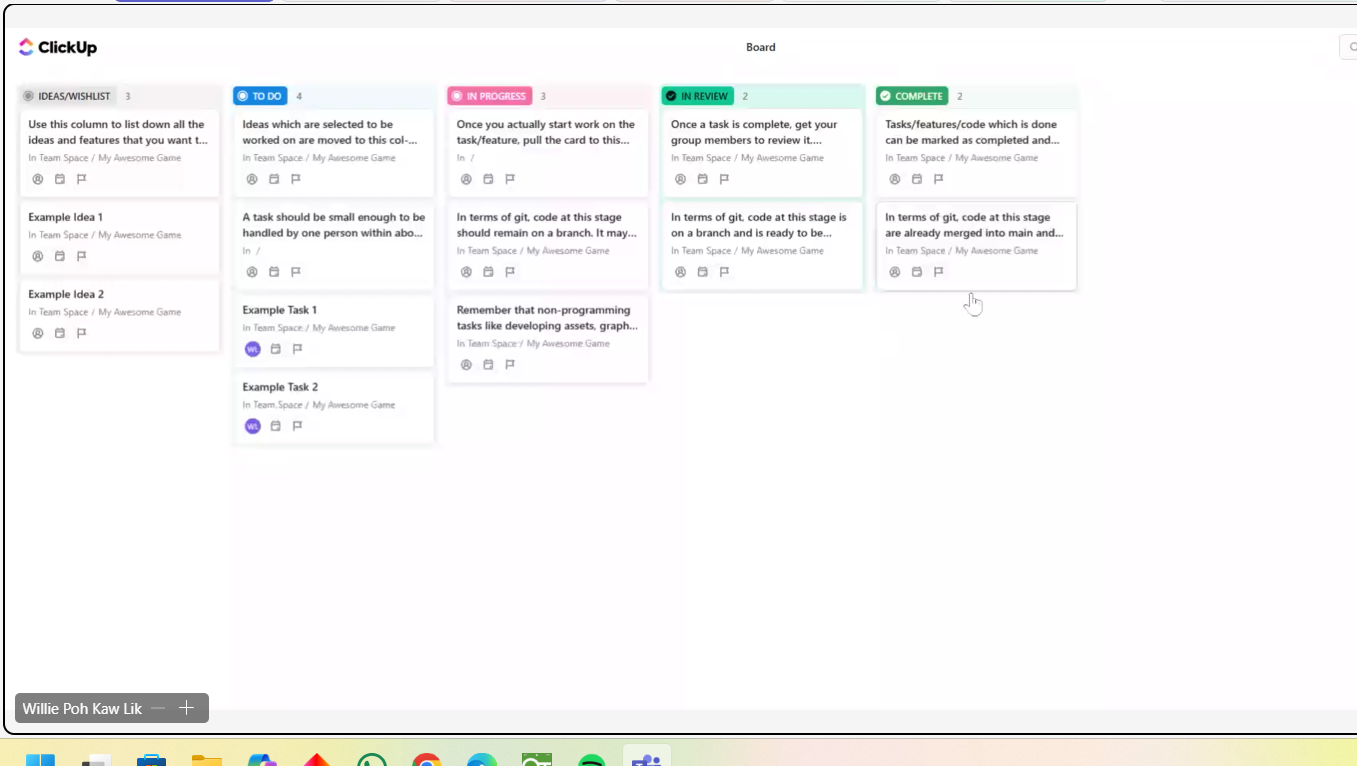 ClickUp
Board
IDEAS/WISHLIST 3
Use this column to list down all the
ideas and features that you want t...
In Team Space / My Awesome Game
Example Idea 1
In Team Space / My Awesome Game
Example Idea 2
In Team Space / My Awesome Game
TO DO 4
Ideas which are selected to be
worked on are moved to this col-...
In Team Space / My Awesome Game
A task should be small enough to be
handled by one person within abo...
In /
Example Task 1
In Team Space / My Awesome Game
WL
Example Task 2
In Team Space / My Awesome Game
WL
IN PROGRESS 3
Once you actually start work on the
task/feature, pull the card to this...
In /
In terms of git, code at this stage
should remain on a branch. It may...
In Team Space / My Awesome Game
Remember that non-programming
tasks like developing assets, graph...
In Team Space / My Awesome Game
IN REVIEW 2
Once a task is complete, get your
group members to review it....
In Team Space / My Awesome Game
In terms of git, code at this stage is
on a branch and is ready to be...
In Team Space / My Awesome Game
COMPLETE 2
Tasks/features/code which is done
can be marked as completed and...
In Team Space / My Awesome Game
In terms of git, code at this stage
are already merged into main and...
In Team Space / My Awesome Game
Willie Poh Kaw Lik